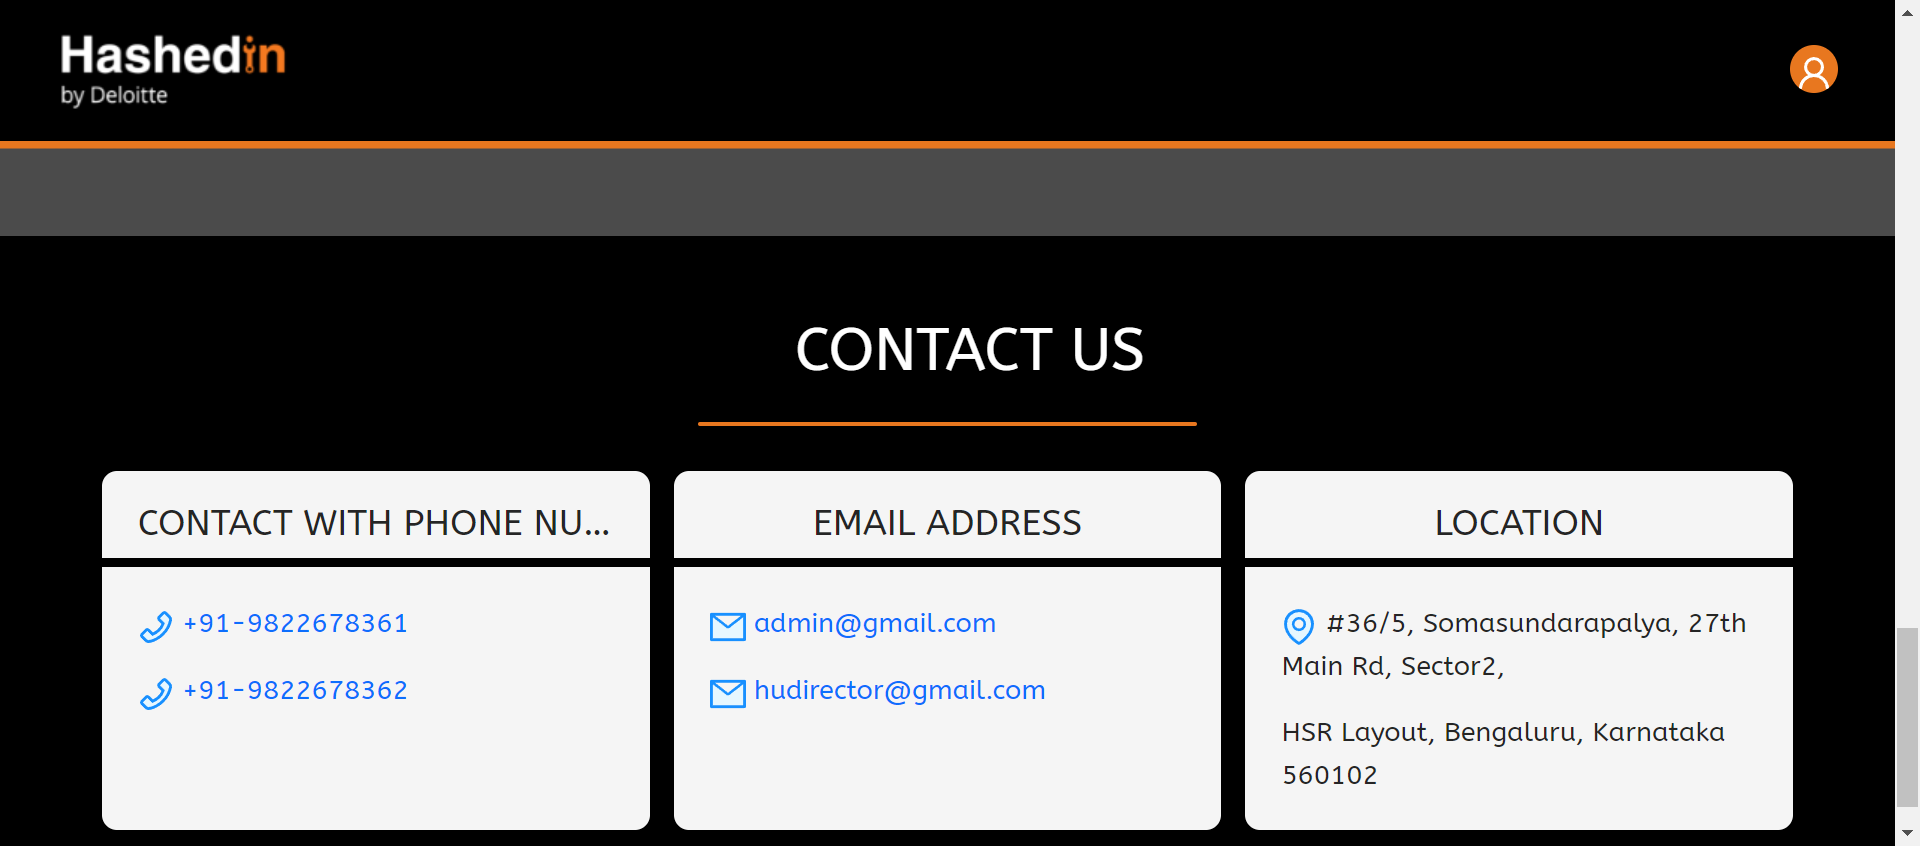 Hashedin
by Deloitte
CONTACT US
CONTACT WITH PHONE NU...
+91-9822678361
+91-9822678362
EMAIL ADDRESS
admin@gmail.com
hudirector@gmail.com
LOCATION
#36/5, Somasundarapalya, 27th
Main Rd, Sector2,
HSR Layout, Bengaluru, Karnataka
560102